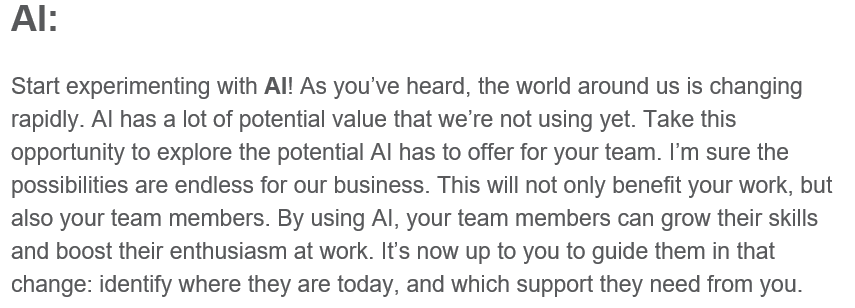 AI:
Start experimenting with AI! As you’ve heard, the world around us is changing
rapidly. AI has a lot of potential value that we’re not using yet. Take this
opportunity to explore the potential AI has to offer for your team. I’m sure the
possibilities are endless for our business. This will not only benefit your work, but
also your team members. By using AI, your team members can grow their skills
and boost their enthusiasm at work. It’s now up to you to guide them in that
change: identify where they are today, and which support they need from you.